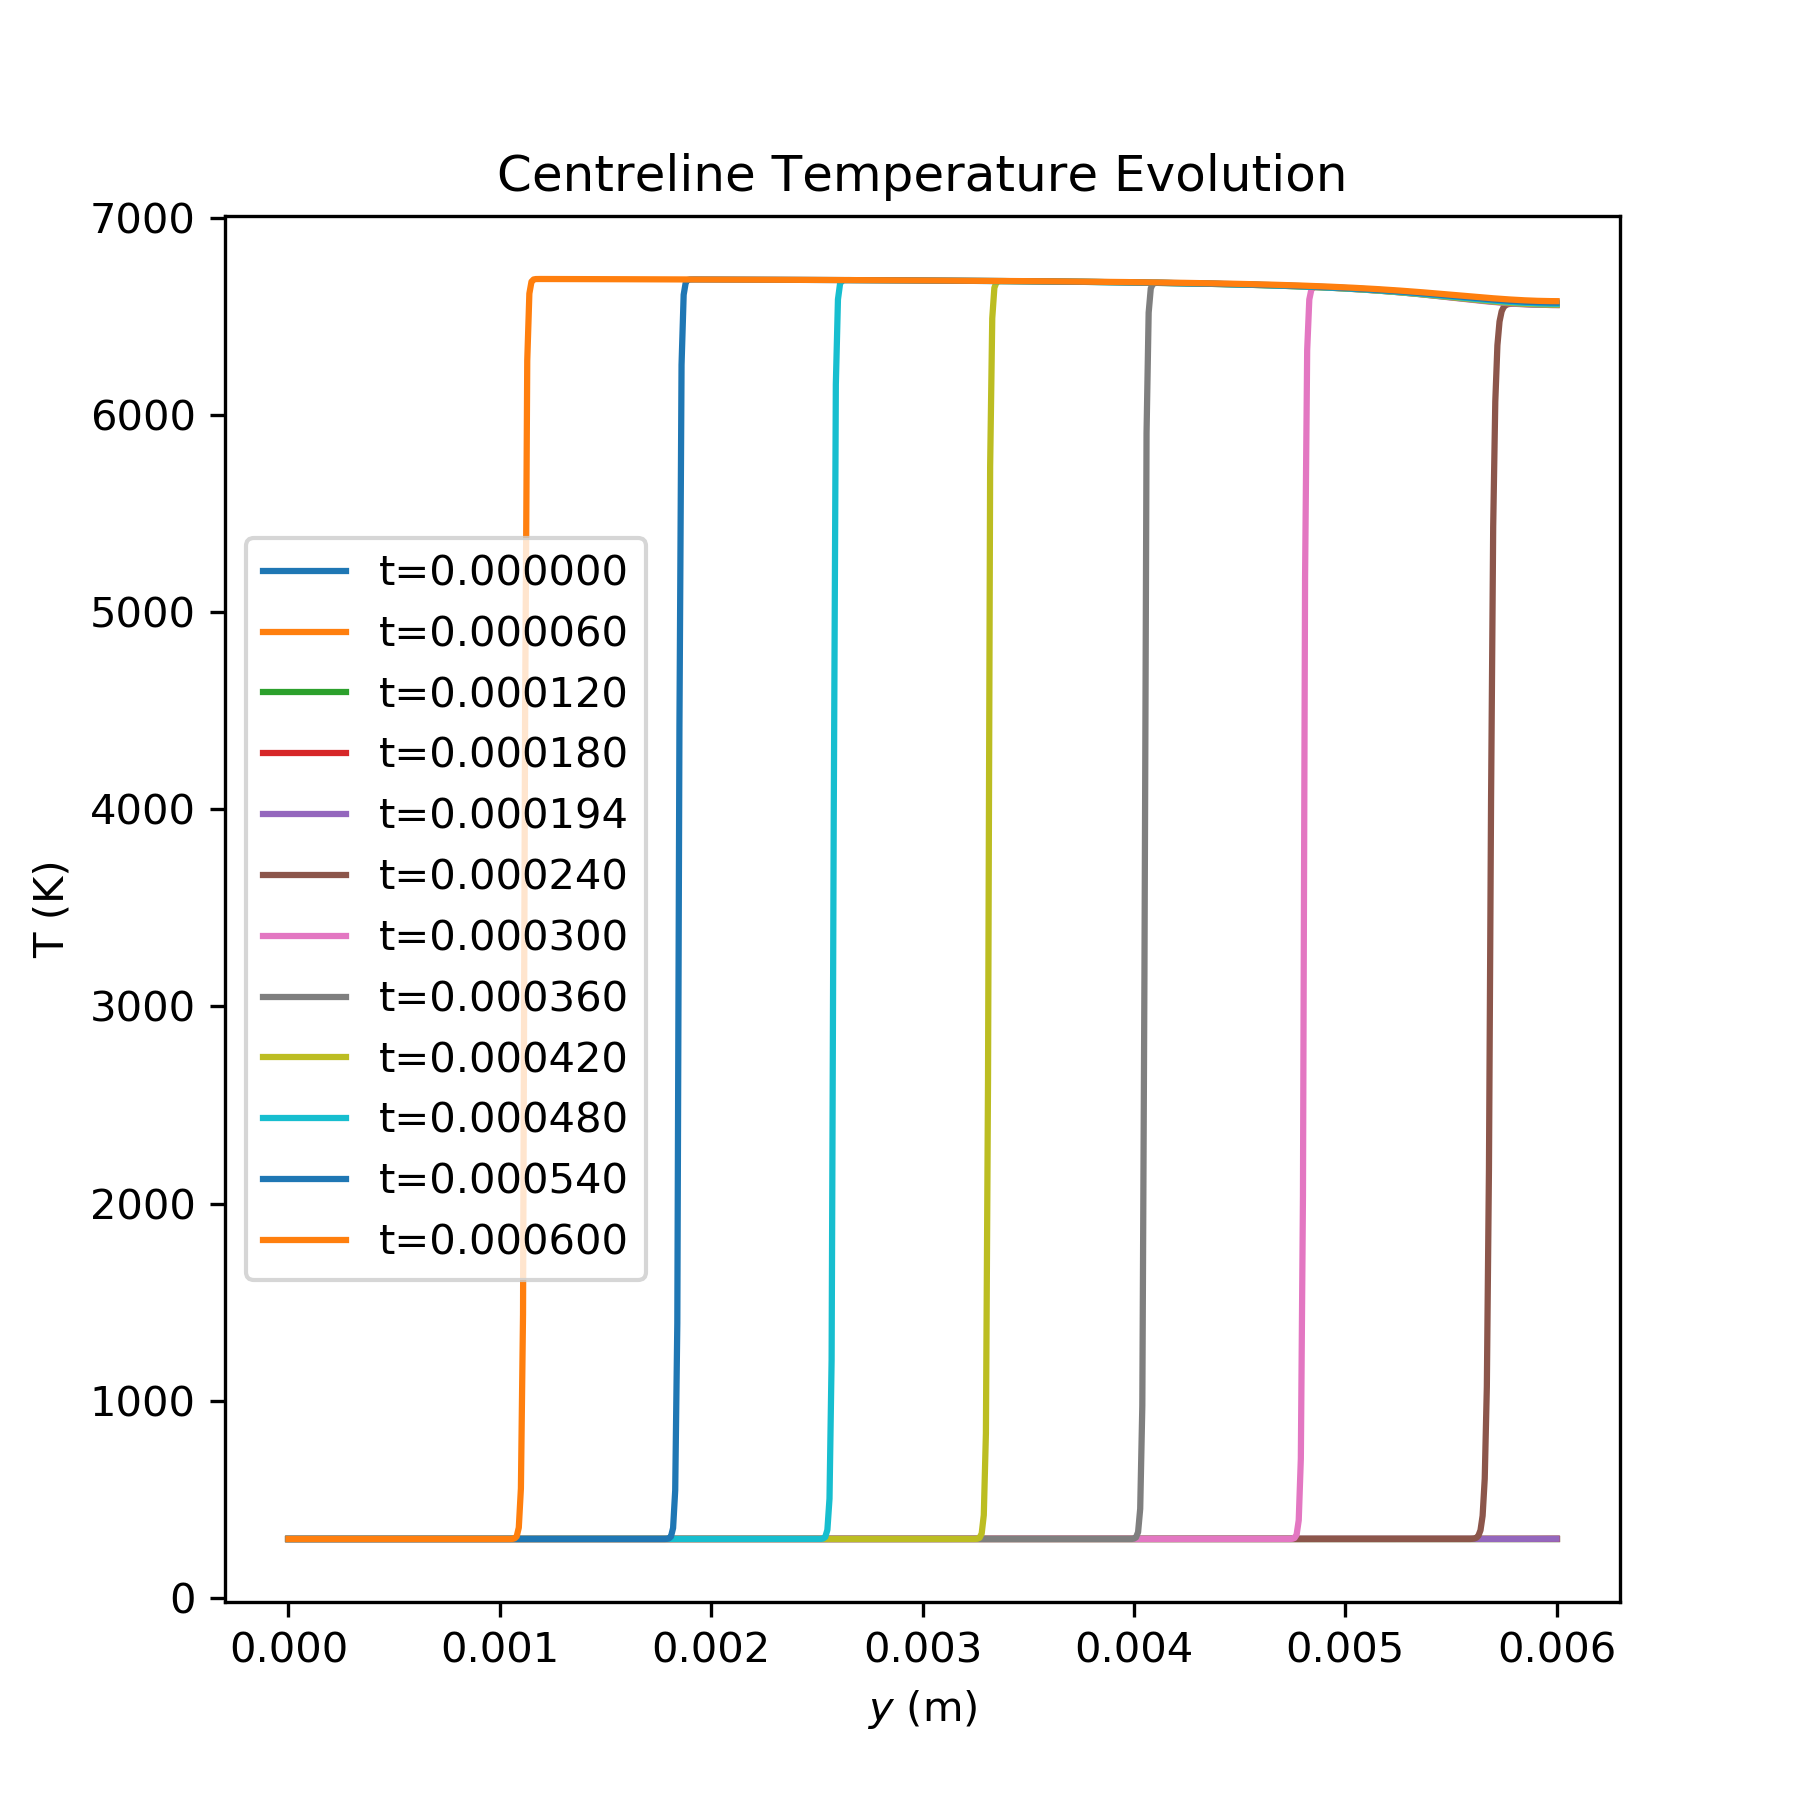 Centreline Temperature Evolution
7000
6000
5000
4000
3000
2000
1000
0
T (K)
t=0.000000
t=0.000060
t=0.000120
t=0.000180
t=0.000194
t=0.000240
t=0.000300
t=0.000360
t=0.000420
t=0.000480
t=0.000540
t=0.000600
0.000 0.001 0.002 0.003 0.004 0.005 0.006
y (m)